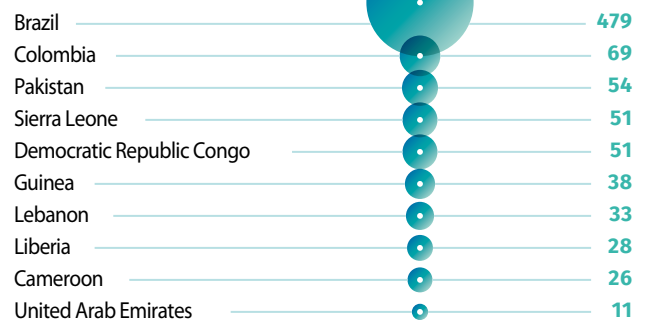 Brazil 479
Colombia 69
Pakistan 54
Sierra Leone 51
Democratic Republic Congo 51
Guinea 38
Lebanon 33
Liberia 28
Cameroon 26
United Arab Emirates 11